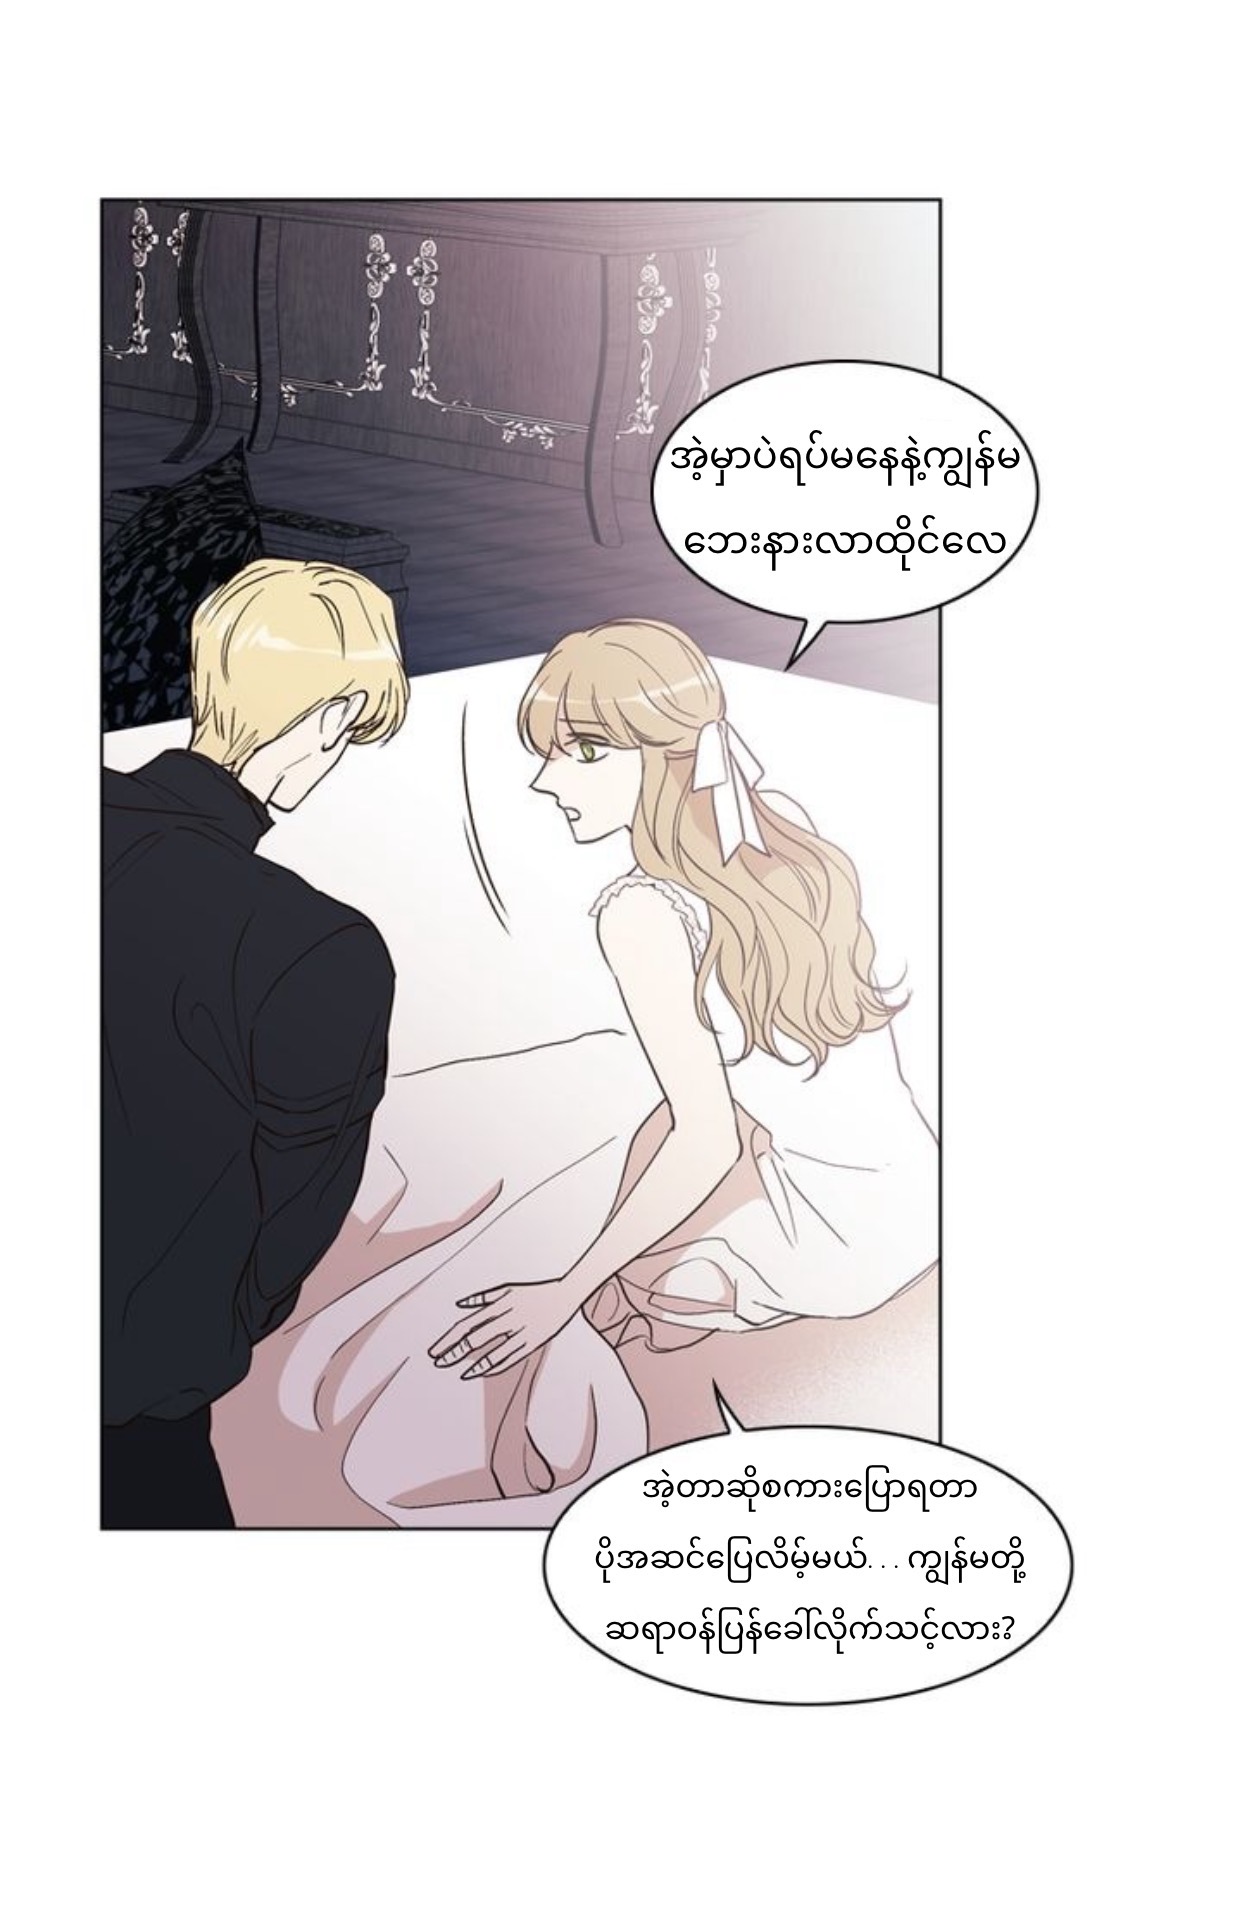 အဲ့မှာပဲရပ်မနေနဲ့ကျွန်မ
ဘေးနားလာထိုင်လေ
အဲ့တာဆိုစကားပြောရတာ
ပိုအဆင်ပြေလိမ့်မယ်...ကျွန်မတို့
ဆရာဝန်ပြန်ခေါ်လိုက်သင့်လား?